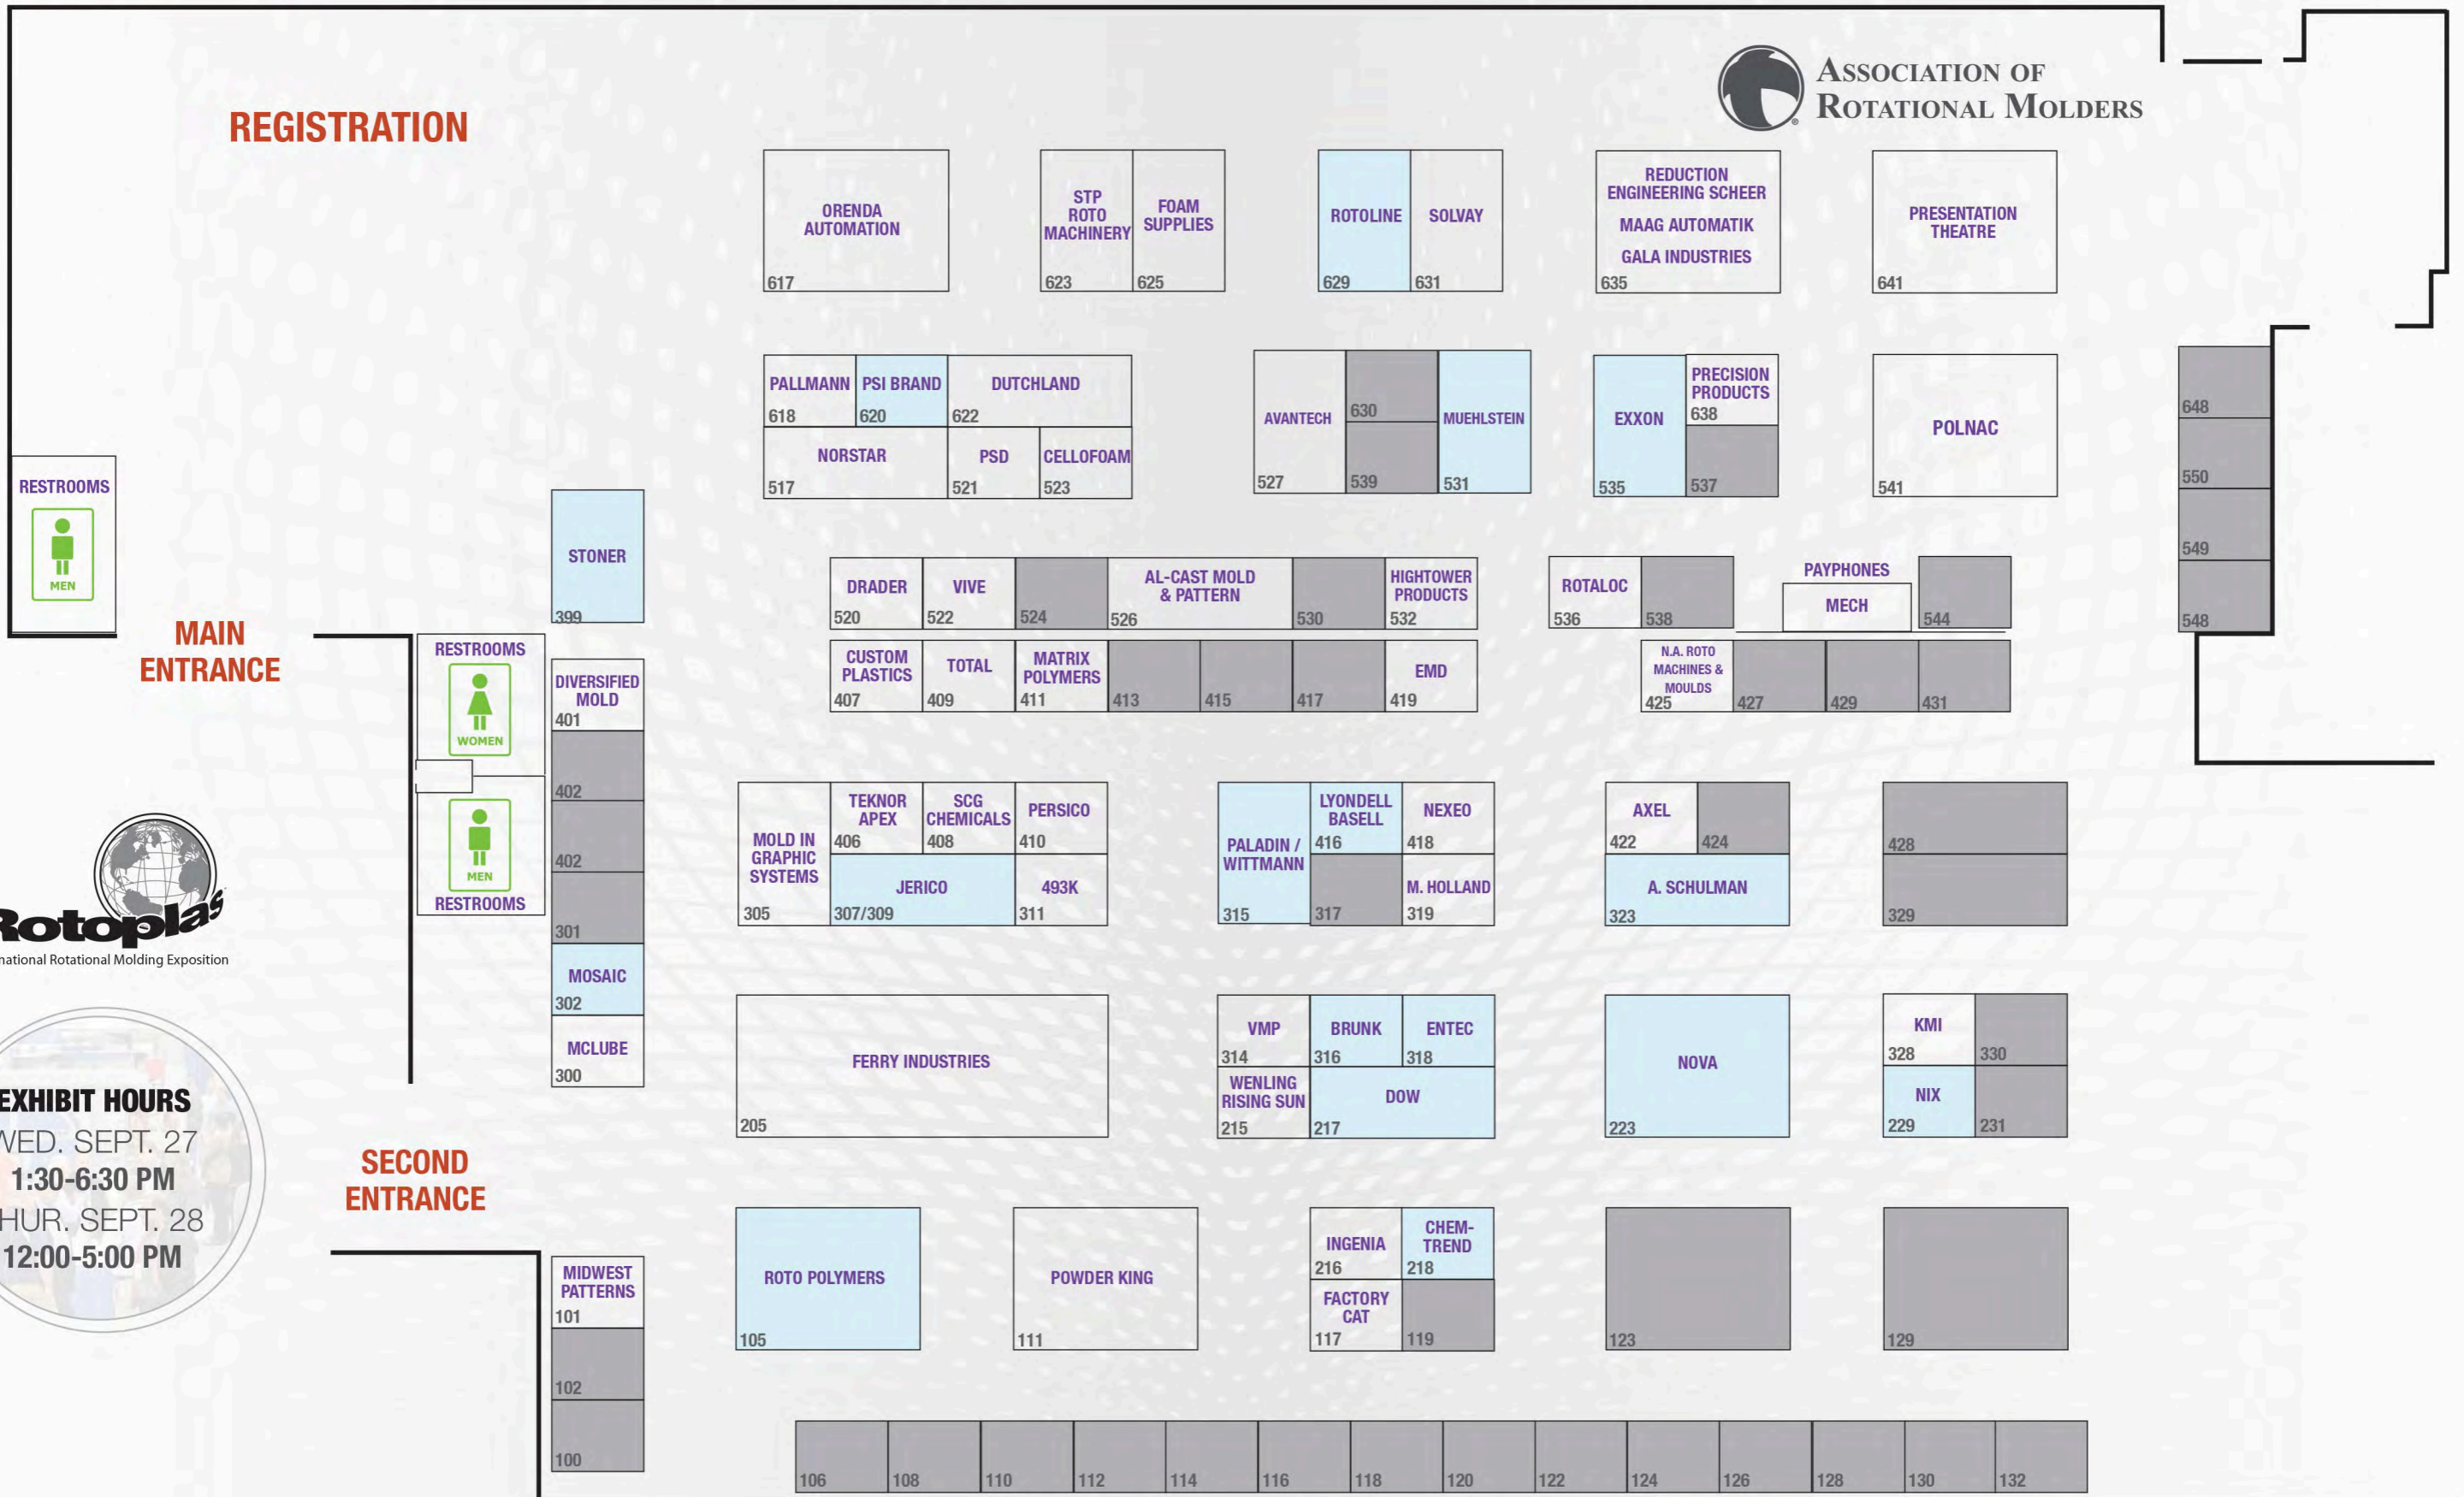 ASSOCIATION OF
ROTATIONAL MOLDERS
®
REGISTRATION
ORENDA
AUTOMATION
617
STP
ROTO
MACHINERY
623
FOAM
SUPPLIES
625
ROTOLINE
629
SOLVAY
631
REDUCTION
ENGINEERING SCHEER
MAAG AUTOMATIK
GALA INDUSTRIES
635
PRESENTATION
THEATRE
641
PALLMANN
618
PSI BRAND
620
DUTCHLAND
622
NORSTAR
517
PSD
521
CELLOFOAM
523
AVANTECH
527
630
539
MUEHLSTEIN
531
EXXON
535
PRECISION
PRODUCTS
638
537
POLNAC
541
648
550
549
548
RESTROOMS
MEN
MAIN
ENTRANCE
STONER
399
DRADER
520
VIVE
522
524
AL-CAST MOLD
& PATTERN
526
530
HIGHTOWER
PRODUCTS
532
ROTALOC
536
538
PAYPHONES
MECH
544
RESTROOMS
WOMEN
MEN
RESTROOMS
DIVERSIFIED
MOLD
401
402
402
301
MOSAIC
302
MCLUBE
300
CUSTOM
PLASTICS
407
TOTAL
409
MATRIX
POLYMERS
411
413
415
417
EMD
419
N.A. ROTO
MACHINES &
MOULDS
425
427
429
431
MOLD IN
GRAPHIC
SYSTEMS
305
TEKNOR
APEX
406
SCG
CHEMICALS
408
PERSICO
410
JERICO
307/309
493K
311
PALADIN /
WITTMANN
315
LYONDELL
BASELL
416
NEXEO
418
317
M. HOLLAND
319
AXEL
422
424
A. SCHULMAN
323
428
329
Rotoplas
national Rotational Molding Exposition
EXHIBIT HOURS
WED. SEPT. 27
1:30-6:30 PM
HUR. SEPT. 28
12:00-5:00 PM
FERRY INDUSTRIES
205
VMP
314
BRUNK
316
ENTEC
318
WENLING
RISING SUN
215
DOW
217
NOVA
223
KMI
328
330
NIX
229
231
SECOND
ENTRANCE
MIDWEST
PATTERNS
101
102
100
ROTO POLYMERS
105
POWDER KING
111
INGENIA
216
CHEM-
TREND
218
FACTORY
CAT
117
119
123
129
106
108
110
112
114
116
118
120
122
124
126
128
130
132